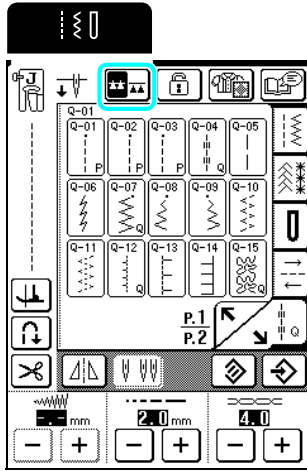 J
Q-01
Q-01 Q-02 Q-03 Q-04 Q-05
P P P Q
Q-06 Q-07 Q-08 Q-09 Q-10
Q
Q-11 Q-12 Q-13 Q-14 Q-15
Q Q
P.1
P.2
Q
-.- mm 2.0 mm 4.0
− + − + − +